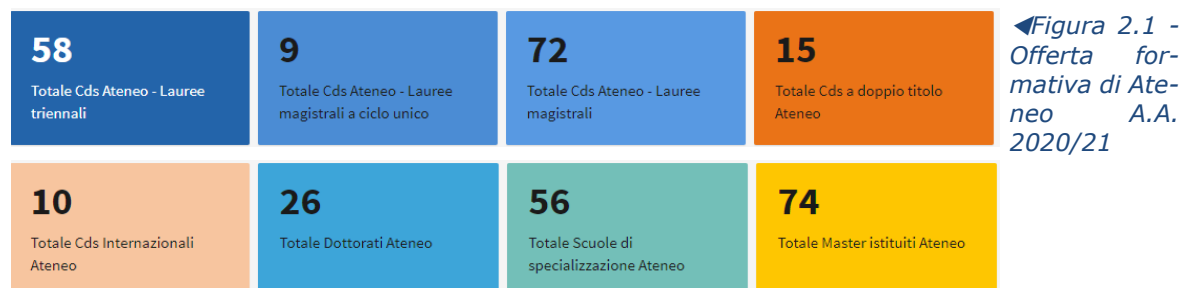 58
Totale Cds Ateneo - Lauree
triennali
9
Totale Cds Ateneo - Lauree
magistrali a ciclo unico
72
Totale Cds Ateneo - Lauree
magistrali
15
Totale Cds a doppio titolo
Ateneo
◀Figura 2.1 -
Offerta for-
mativa di Ate-
neo A.A.
2020/21
10
Totale Cds Internazionali
Ateneo
26
Totale Dottorati Ateneo
56
Totale Scuole di
specializzazione Ateneo
74
Totale Master istituiti Ateneo